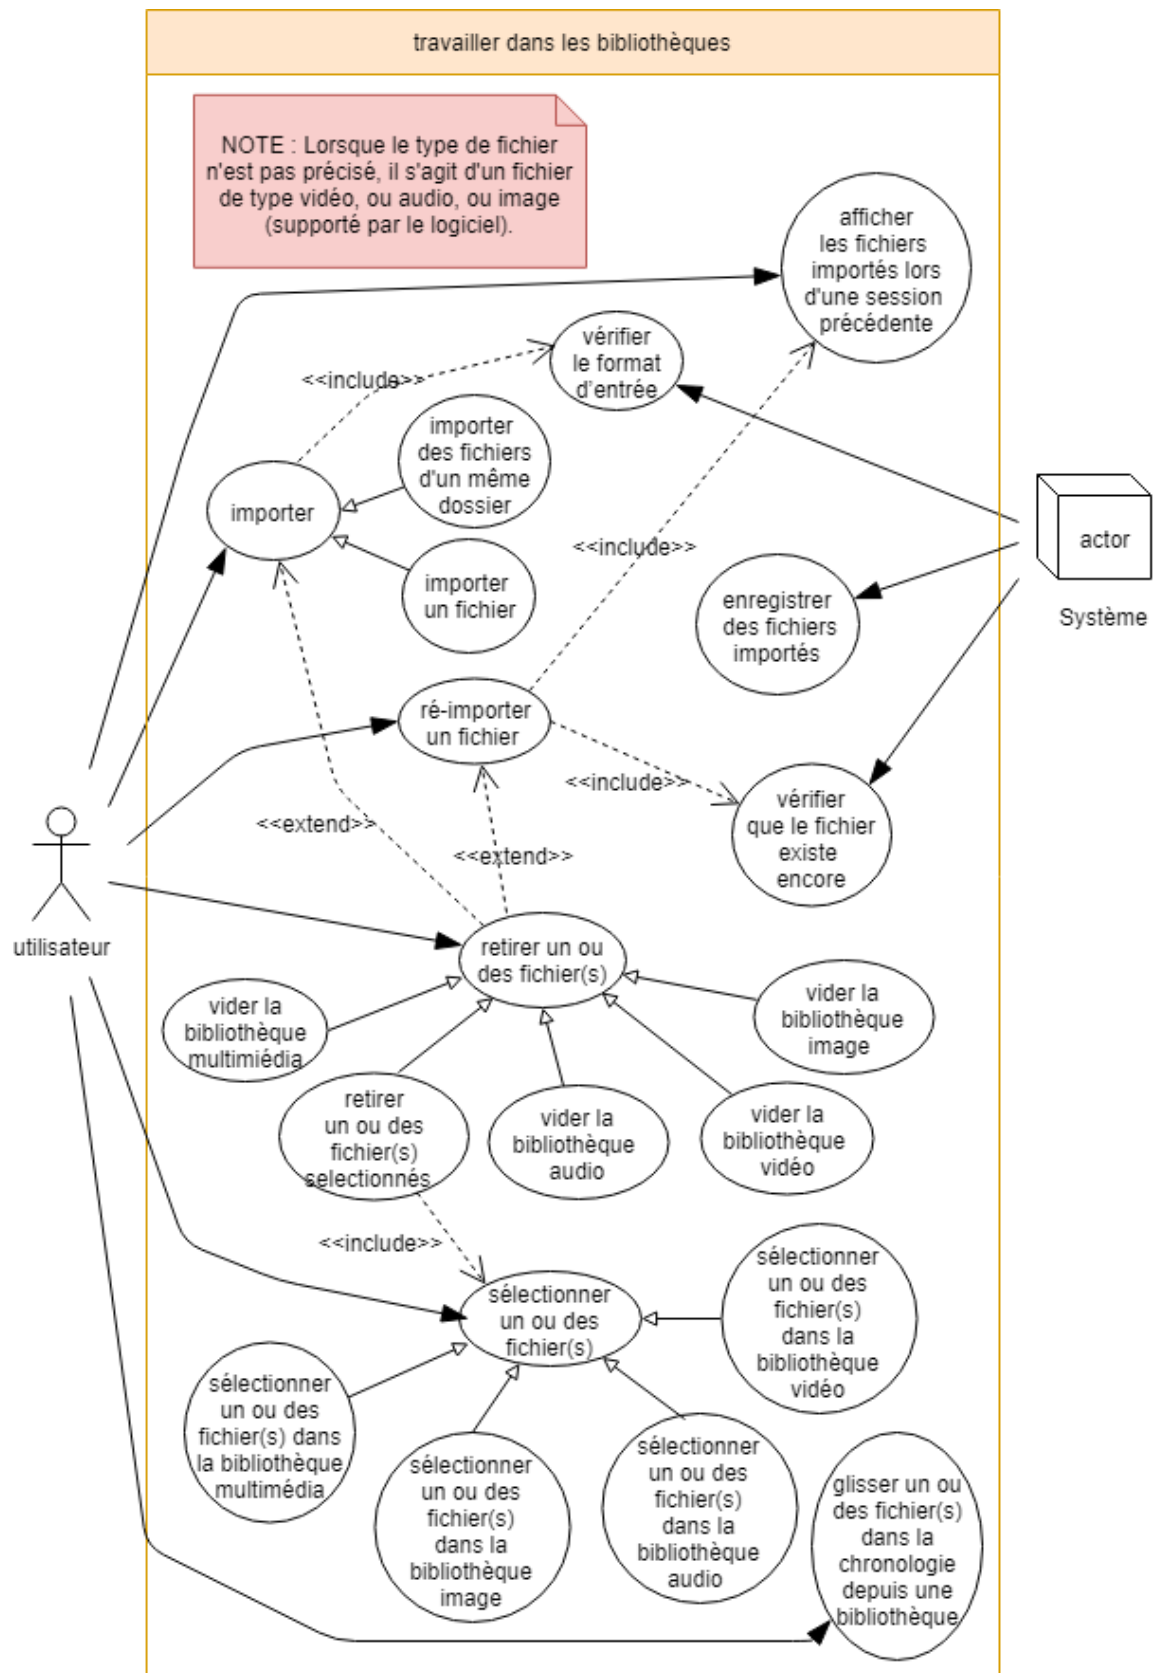 travailler dans les bibliothèques
NOTE : Lorsque le type de fichier
n'est pas précisé, il s'agit d'un fichier
de type vidéo, ou audio, ou image
(supporté par le logiciel).
afficher
les fichiers
importés lors
d'une session
précédente
vérifier
le format
d'entrée
<<include>>
importer
des fichiers
d'un même
dossier
importer
importer
un fichier
<<include>>
actor
Système
enregistrer
des fichiers
importés
ré-importer
un fichier
<<include>>
vérifier
que le fichier
existe
encore
<<extend>>
<<extend>>
utilisateur
retirer un ou
des fichier(s)
vider la
bibliothèque
multimiédia
vider la
bibliothèque
image
retirer
un ou des
fichier(s)
selectionnés
vider la
bibliothèque
audio
vider la
bibliothèque
vidéo
<<include>>
sélectionner
un ou des
fichier(s)
sélectionner
un ou des
fichier(s)
dans la
bibliothèque
vidéo
sélectionner
un ou des
fichier(s) dans
la bibliothèque
multimédia
sélectionner
un ou des
fichier(s)
dans la
bibliothèque
image
sélectionner
un ou des
fichier(s)
dans la
bibliothèque
audio
glisser un ou
des fichier(s)
dans la
chronologie
depuis une
bibliothèque